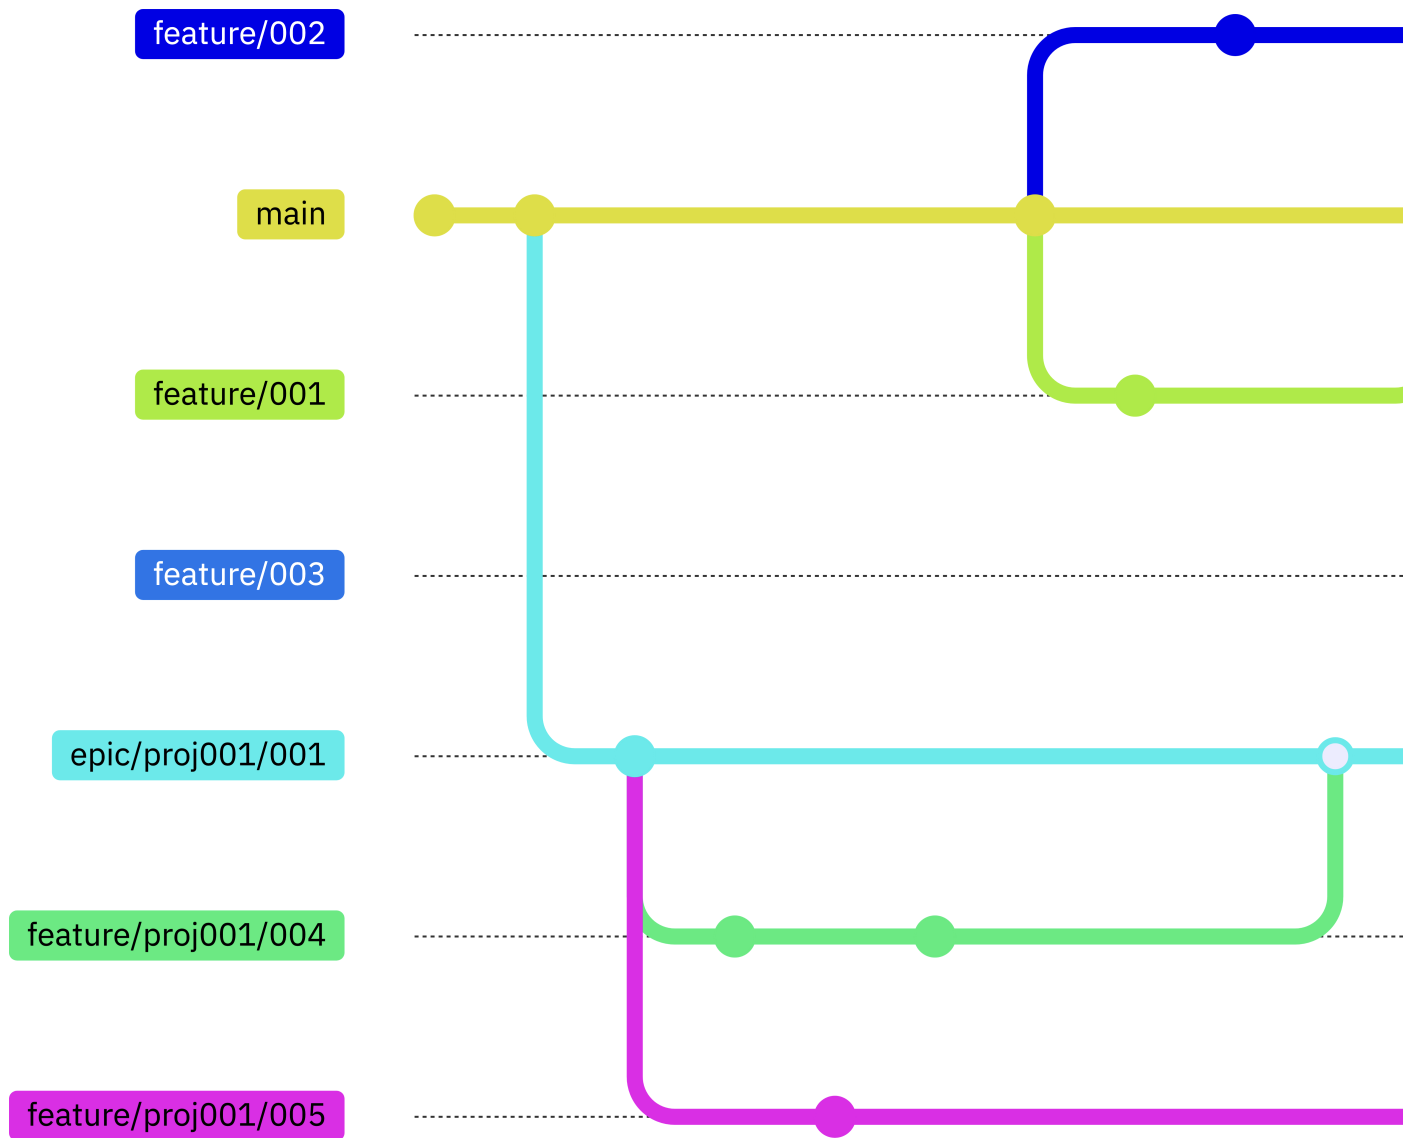 feature/002
main
feature/001
feature/003
epic/proj001/001
feature/proj001/004
feature/proj001/005